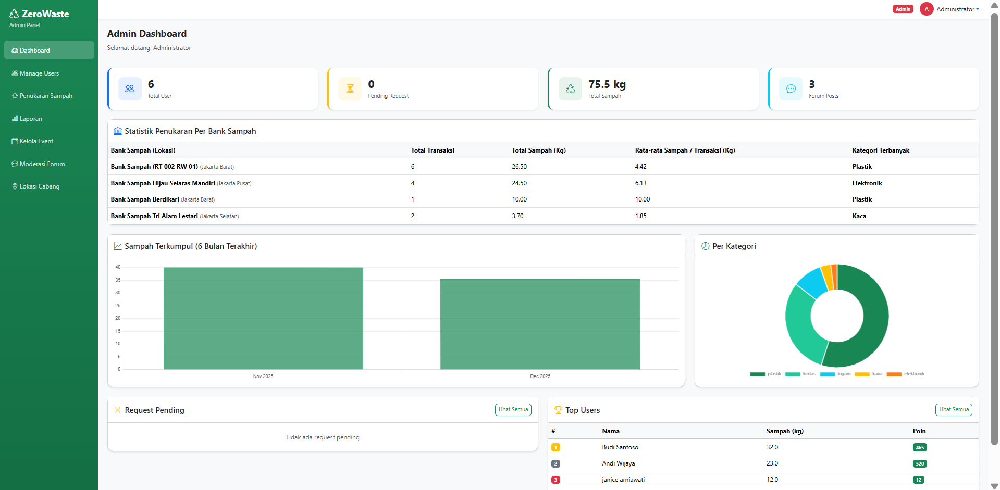 ZeroWaste
Admin Panel
Dashboard
Manage Users
Penukaran Sampah
Laporan
Kelola Event
Moderasi Forum
Lokasi Cabang
Admin A Administrator
Admin Dashboard
Selamat datang, Administrator
6
Total User
0
Pending Request
75.5 kg
Total Sampah
3
Forum Posts
Statistik Penukaran Per Bank Sampah
Bank Sampah (Lokasi) Total Transaksi Total Sampah (Kg) Rata-rata Sampah / Transaksi (Kg) Kategori Terbanyak
Bank Sampah (RT 002 RW 01) (Jakarta Barat) 6 26.50 4.42 Plastik
Bank Sampah Hijau Selaras Mandiri (Jakarta Pusat) 4 24.50 6.13 Elektronik
Bank Sampah Berdikari (Jakarta Barat) 1 10.00 10.00 Plastik
Bank Sampah Tri Alam Lestari (Jakarta Selatan) 2 3.70 1.85 Kaca
Sampah Terkumpul (6 Bulan Terakhir)
40
35
30
25
20
15
10
5
0
Nov 2025 Dec 2025
Per Kategori
plastik kertas logam kaca elektronik
Request Pending Lihat Semua
Tidak ada request pending
Top Users Lihat Semua
# Nama Sampah (kg) Poin
1 Budi Santoso 32.0 465
2 Andi Wijaya 23.0 520
3 janice arniawati 12.0 12